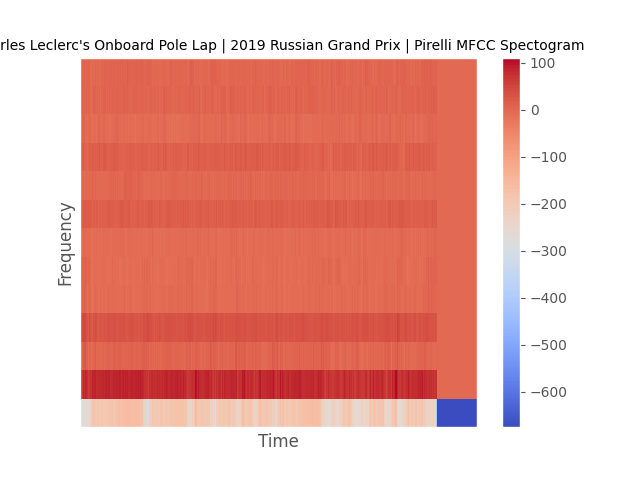 rles Leclerc's Onboard Pole Lap | 2019 Russian Grand Prix | Pirelli MFCC Spectogram
100
0
−100
−200
−300
−400
−500
−600
Frequency
Time